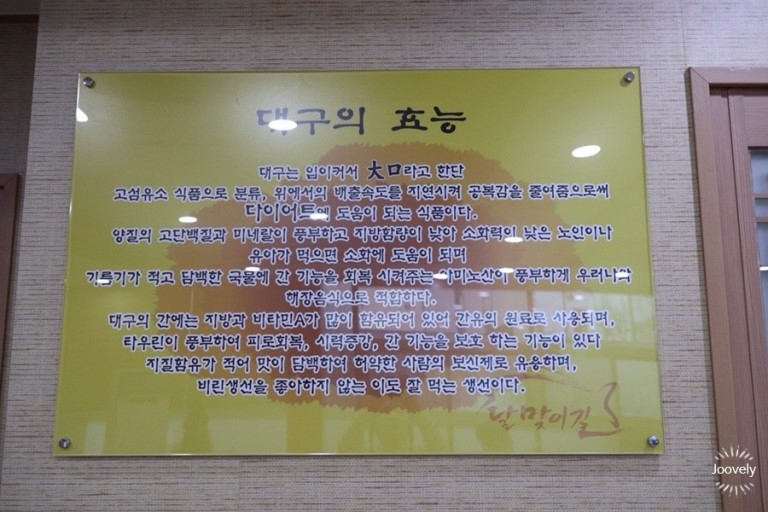 대구의 효능
대구는 입이커서 大口라고 한단
고섬유소 식품으로 분류, 위에서의 배출속도를 지연시켜 공복감을 줄여줌으로써
다이어트에 도움이 되는 식품이다.
양질의 고단백질과 미네랄이 풍부하고 지방함량이 낮아 소화력이 낮은 노인이나
유아가 먹으면 소화에 도움이 되며
기름기가 적고 담백한 국물에 간 기능을 회복 시켜주는 아미노산이 풍부하게 우러나와
해장음식으로 적합하다.
대구의 간에는 지방과 비타민A가 많이 함유되어 있어 간유의 원료로 사용되며,
타우린이 풍부하여 피로회복, 시력증강, 간 기능을 보호 하는 기능이 있다
지질함유가 적어 맛이 담백하여 허약한 사람의 보신제로 유용하며,
비린생선을 좋아하지 않는 이도 잘 먹는 생선이다.
달맞이길
Joovely